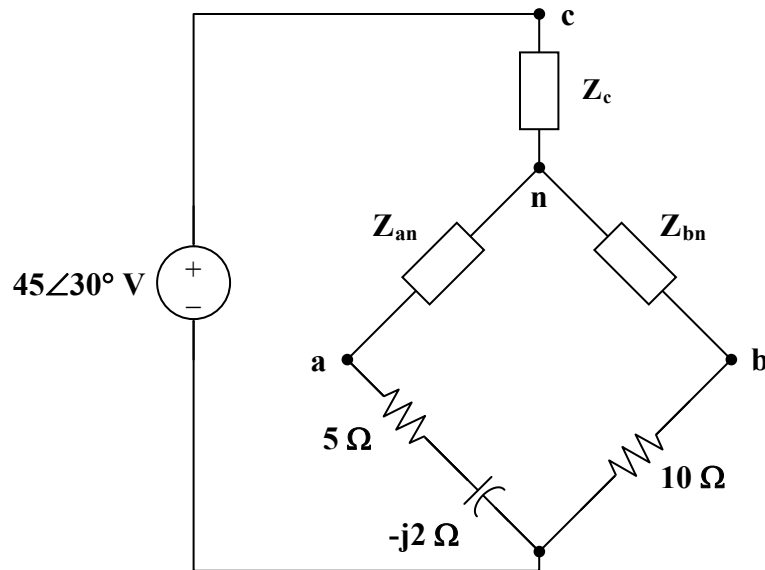 c
Z_c
n
Z_an
Z_bn
+
45∠30° V
–
a
b
5 Ω
10 Ω
-j2 Ω